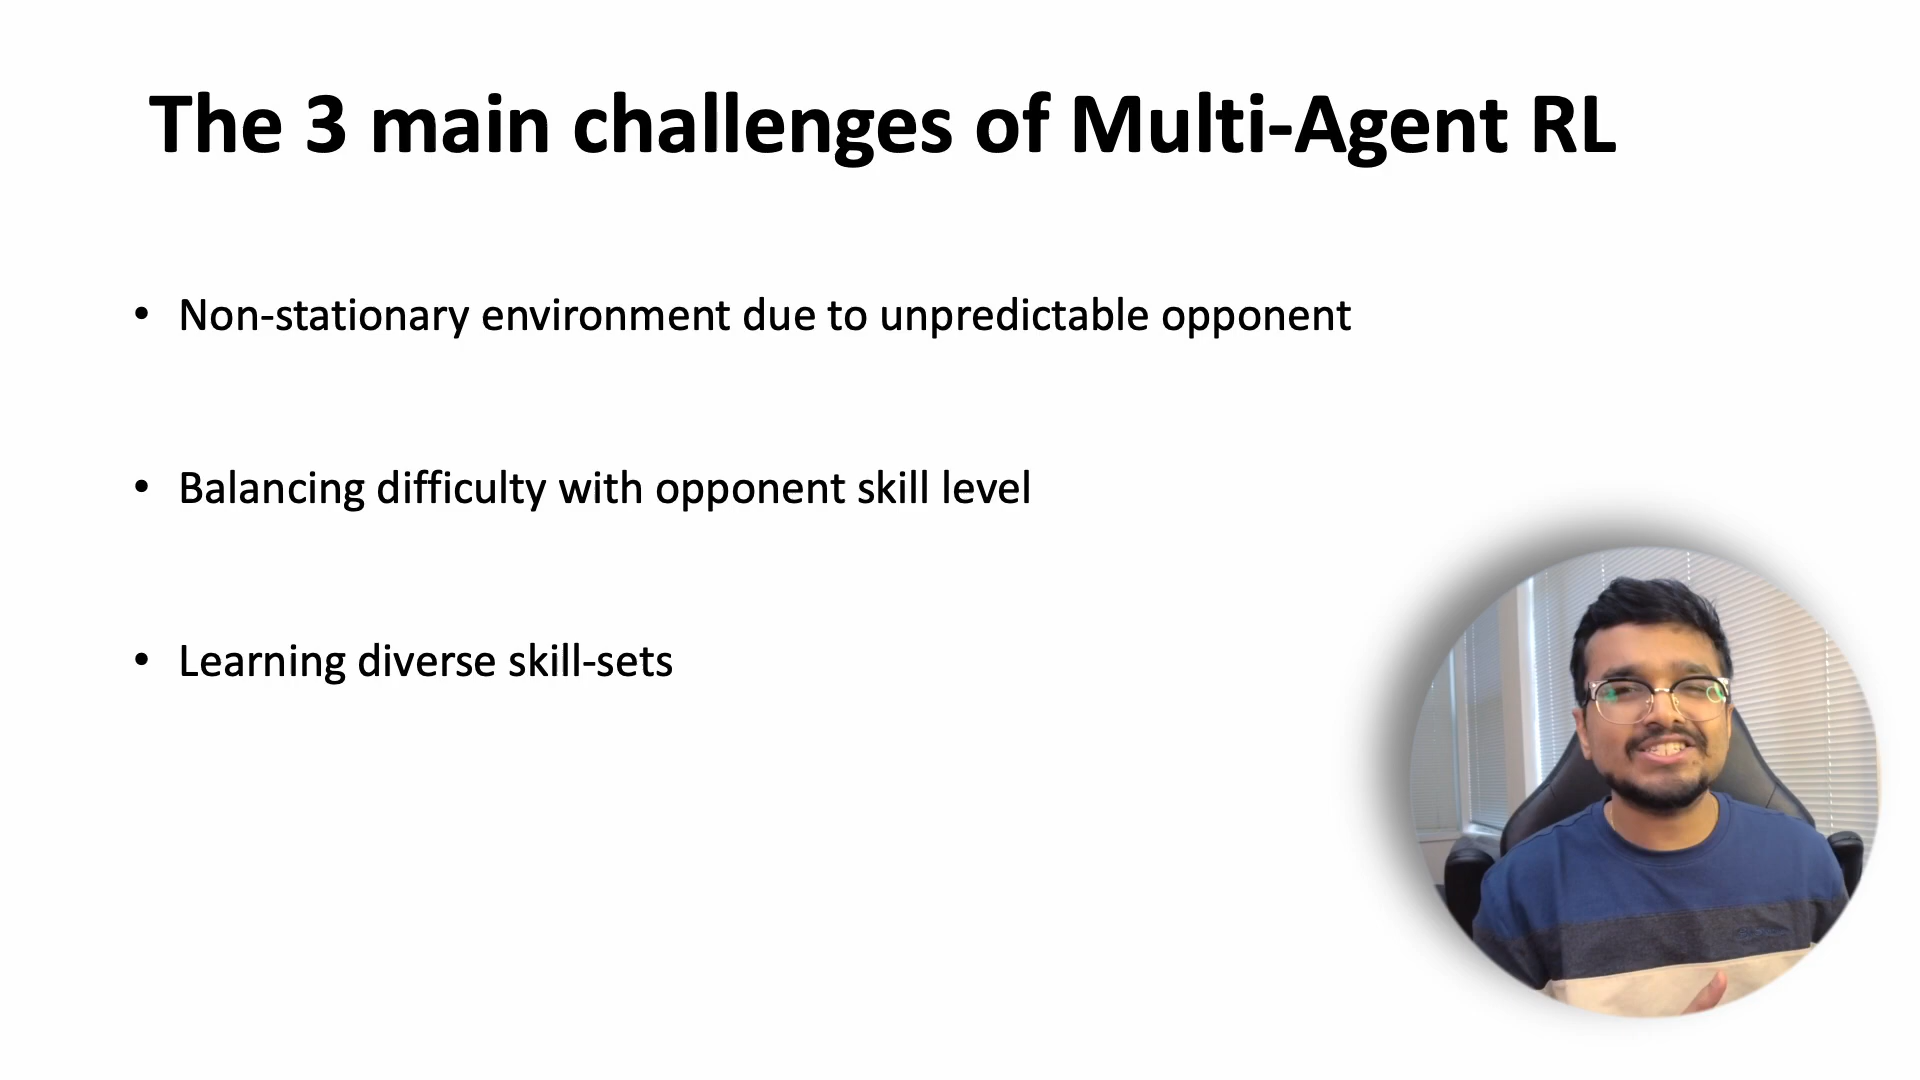 The 3 main challenges of Multi-Agent RL
• Non-stationary environment due to unpredictable opponent
• Balancing difficulty with opponent skill level
• Learning diverse skill-sets